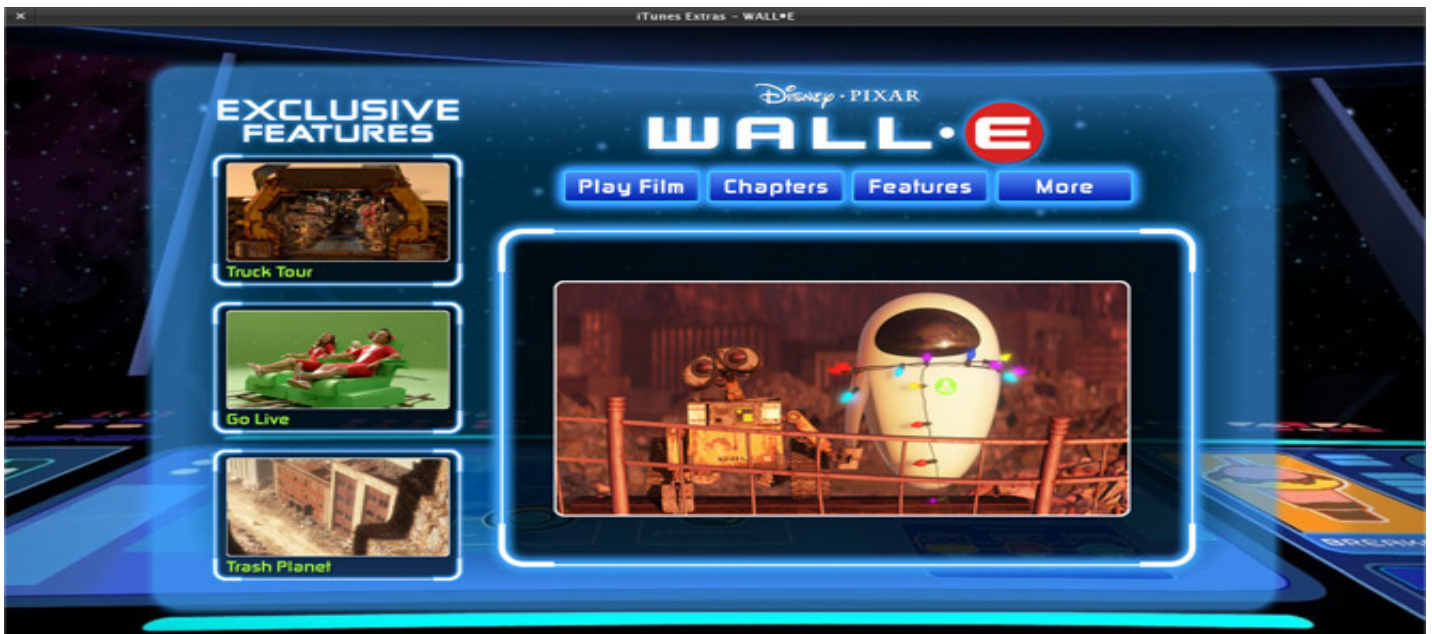 iTunes Extras – WALL•E
EXCLUSIVE
FEATURES
Truck Tour
Go Live
Trash Planet
Disney · PIXAR
WALL•E
Play Film
Chapters
Features
More
WALL•E